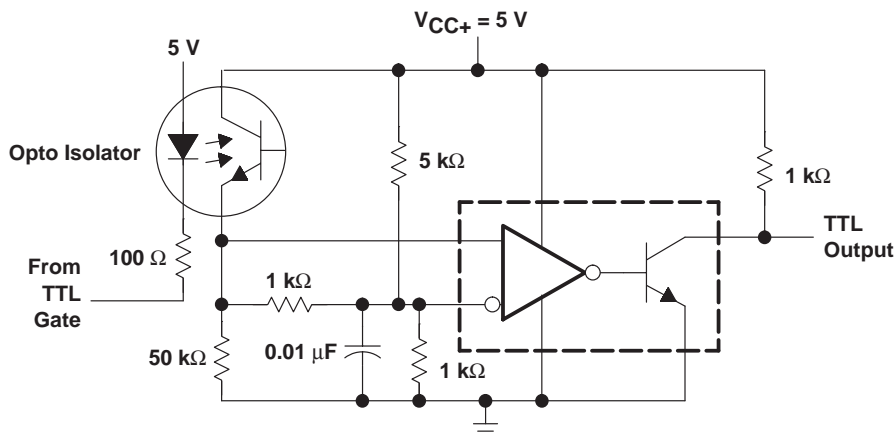 VCC+ = 5 V
5 V
Opto Isolator
5 kΩ
1 kΩ
TTL
Output
100 Ω
From
TTL
Gate
1 kΩ
50 kΩ
0.01 µF
1 kΩ